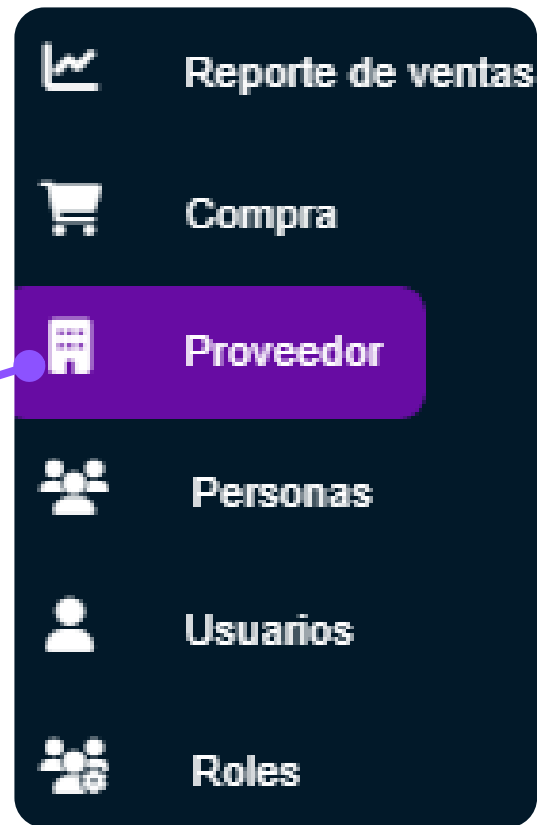 Reporte de ventas
Compra
Proveedor
Personas
Usuarios
Roles